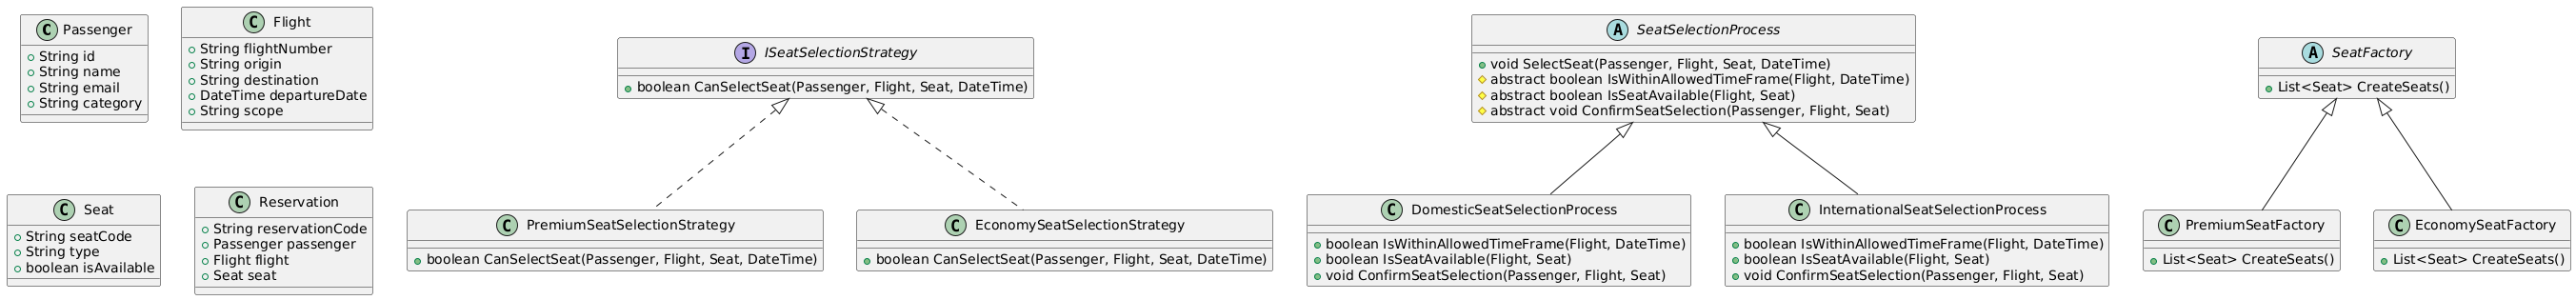 C Passenger
String id
String name
String email
String category
C Flight
String flightNumber
String origin
String destination
DateTime departureDate
String scope
I ISeatSelectionStrategy
boolean CanSelectSeat(Passenger, Flight, Seat, DateTime)
A SeatSelectionProcess
void SelectSeat(Passenger, Flight, Seat, DateTime)
abstract boolean IsWithinAllowedTimeFrame(Flight, DateTime)
abstract boolean IsSeatAvailable(Flight, Seat)
abstract void ConfirmSeatSelection(Passenger, Flight, Seat)
A SeatFactory
List<Seat> CreateSeats()
C Seat
String seatCode
String type
boolean isAvailable
C Reservation
String reservationCode
Passenger passenger
Flight flight
Seat seat
C PremiumSeatSelectionStrategy
boolean CanSelectSeat(Passenger, Flight, Seat, DateTime)
C EconomySeatSelectionStrategy
boolean CanSelectSeat(Passenger, Flight, Seat, DateTime)
C DomesticSeatSelectionProcess
boolean IsWithinAllowedTimeFrame(Flight, DateTime)
boolean IsSeatAvailable(Flight, Seat)
void ConfirmSeatSelection(Passenger, Flight, Seat)
C InternationalSeatSelectionProcess
boolean IsWithinAllowedTimeFrame(Flight, DateTime)
boolean IsSeatAvailable(Flight, Seat)
void ConfirmSeatSelection(Passenger, Flight, Seat)
C PremiumSeatFactory
List<Seat> CreateSeats()
C EconomySeatFactory
List<Seat> CreateSeats()